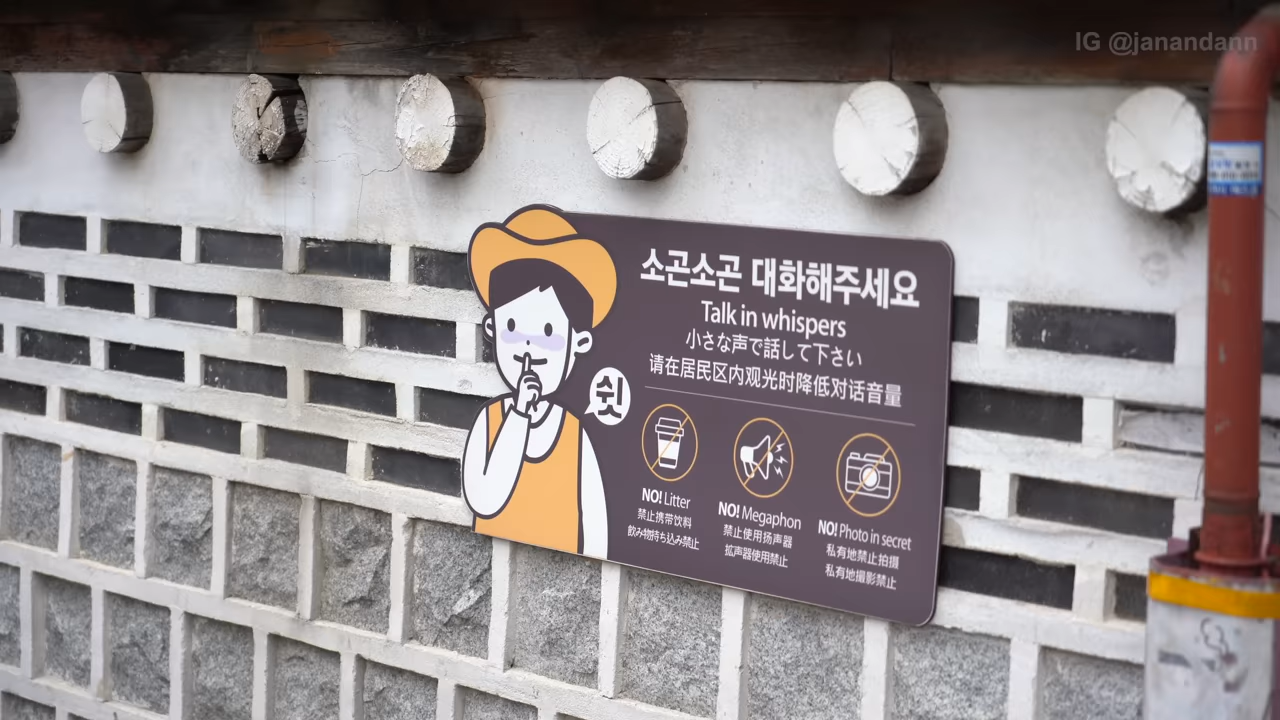 IG @janandann
소곤소곤 대화해주세요
Talk in whispers
小さな声で話して下さい
请在居民区内观光时降低对话音量
쉿
NO! Litter
禁止携带饮料
飲み物持ち込み禁止
NO! Megaphon
禁止使用扬声器
拡声器使用禁止
NO! Photo in secret
私有地禁止拍摄
私有地撮影禁止